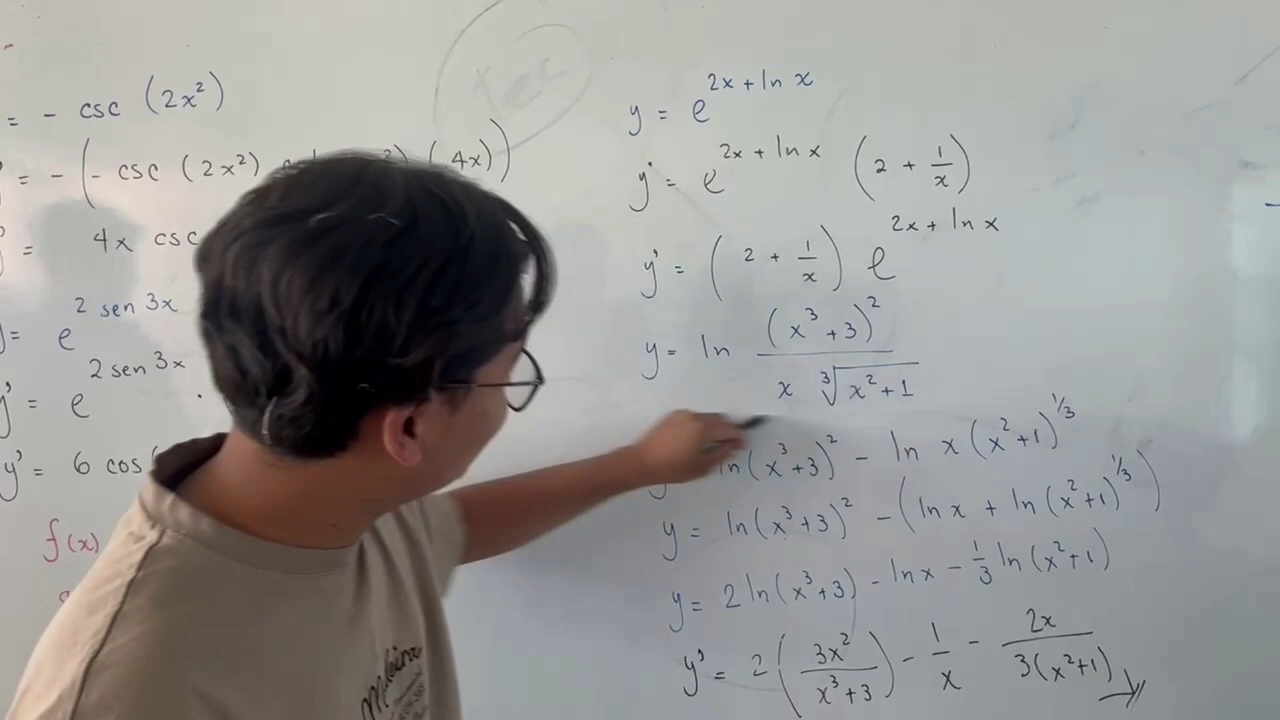 = - csc (2x²)
= - (- csc (2x²) (4x))
4x csc
= e^{2 sen 3x}
y' = e^{2 sen 3x} ·
y' = 6 cos
f(x)
y = e^{2x + ln x}
y' = e^{2x + ln x} (2 + 1/x)
y' = (2 + 1/x) e^{2x + ln x}
y = ln (x³ + 3)² / x ∛(x² + 1)
ln(x³ + 3)² - ln x (x² + 1)^{1/3}
y = ln(x³ + 3)² - (ln x + ln(x² + 1)^{1/3})
y = 2 ln(x³ + 3) - ln x - 1/3 ln(x² + 1)
y' = 2(3x² / x³ + 3) - 1/x - 2x / 3(x² + 1)